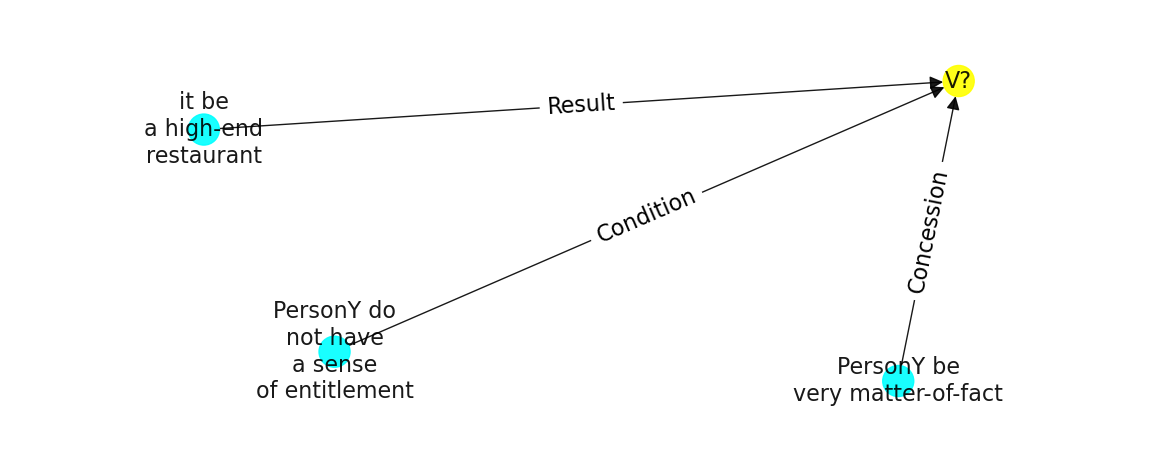 V?
it be
a high-end
restaurant
Result
Condition
Concession
PersonY do
not have
a sense
of entitlement
PersonY be
very matter-of-fact